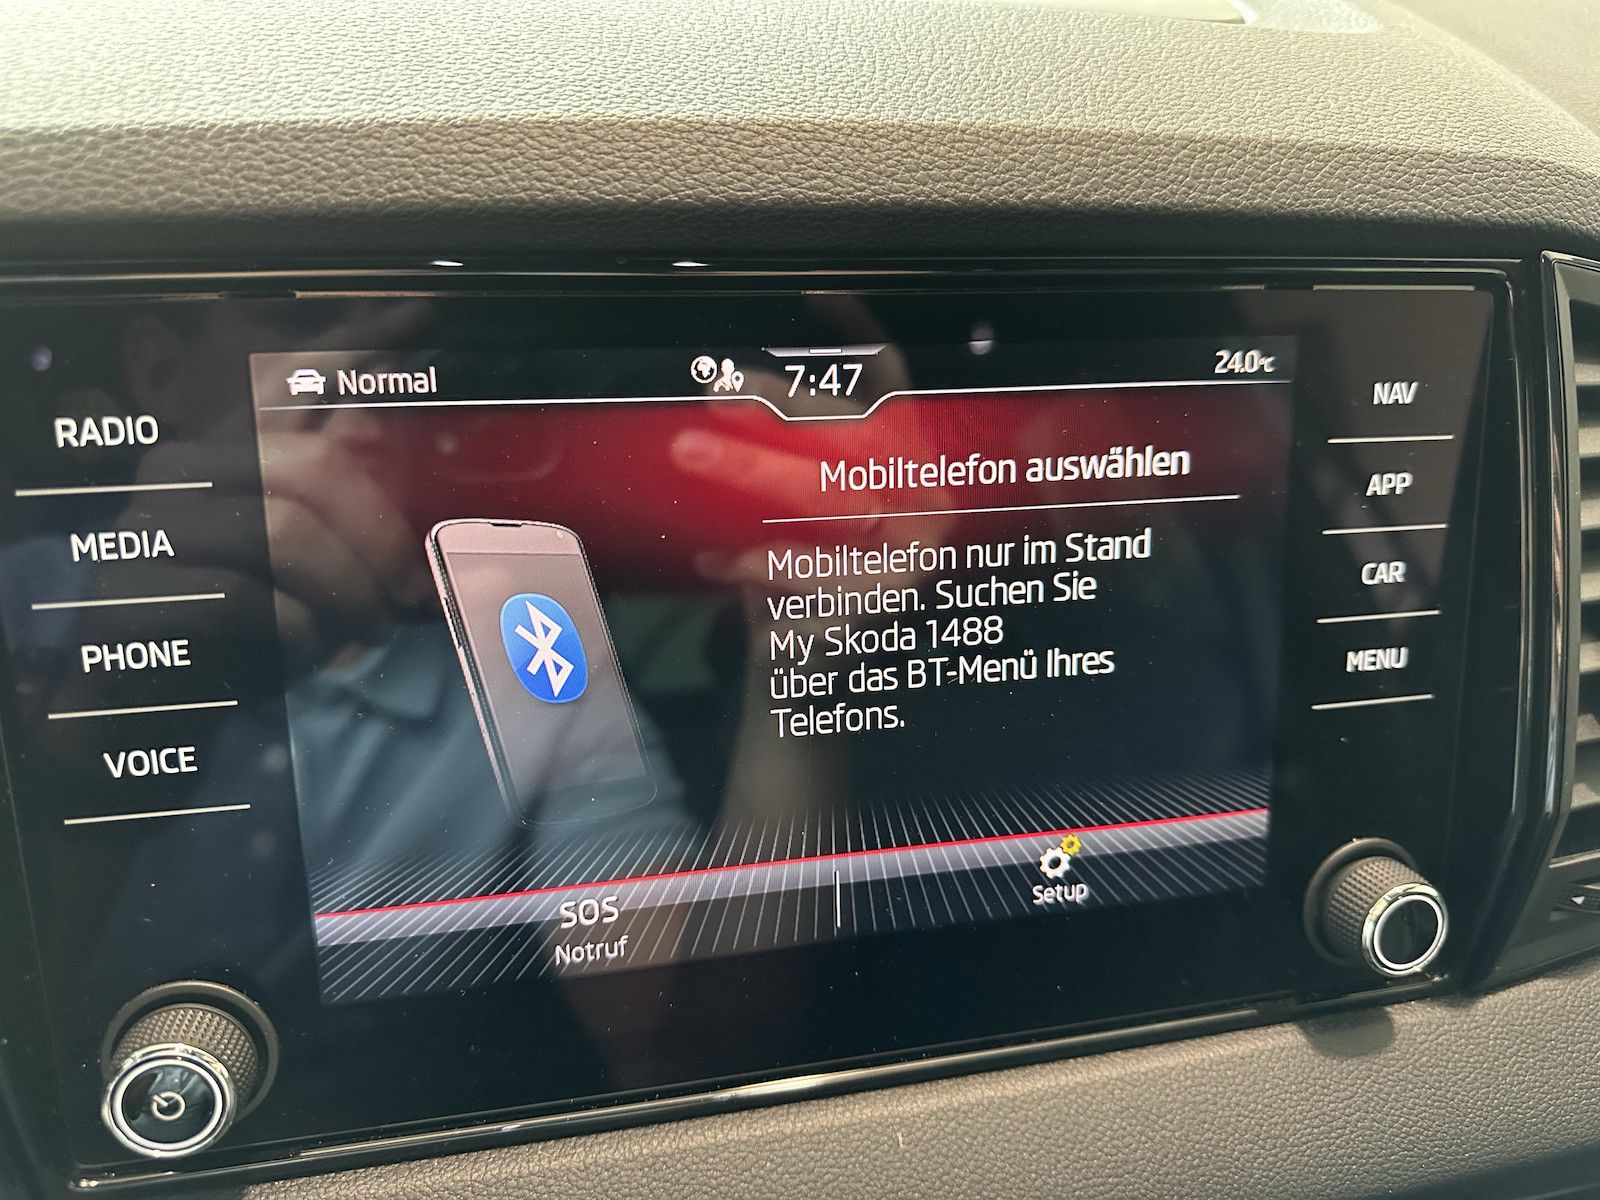 Normal
7:47
24.0°C
RADIO
MEDIA
PHONE
VOICE
Mobiltelefon auswählen
Mobiltelefon nur im Stand
verbinden. Suchen Sie
My Skoda 1488
über das BT-Menü Ihres
Telefons.
SOS
Notruf
Setup
NAV
APP
CAR
MENU